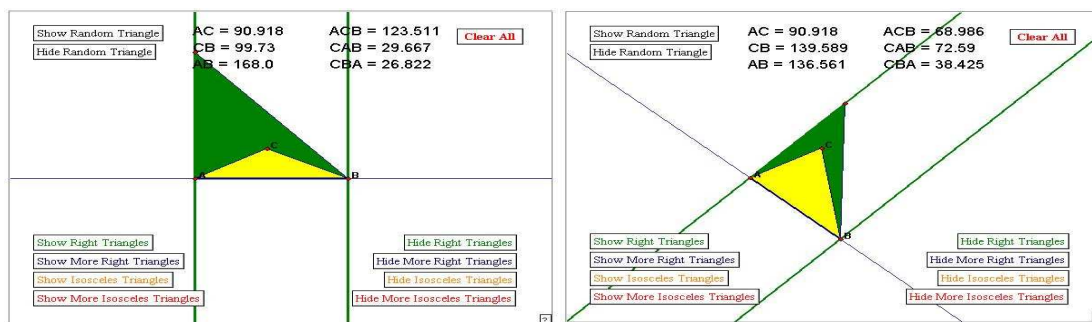 Show Random Triangle
Hide Random Triangle
AC = 90.918 ACB = 123.511
CB = 99.73 CAB = 29.667
AB = 168.0 CBA = 26.822
Clear All
C
A
B
Show Right Triangles
Show More Right Triangles
Show Isosceles Triangles
Show More Isosceles Triangles
Hide Right Triangles
Hide More Right Triangles
Hide Isosceles Triangles
Hide More Isosceles Triangles
?
Show Random Triangle
Hide Random Triangle
AC = 90.918 ACB = 68.986
CB = 139.589 CAB = 72.59
AB = 136.561 CBA = 38.425
Clear All
C
A
B
Show Right Triangles
Show More Right Triangles
Show Isosceles Triangles
Show More Isosceles Triangles
Hide Right Triangles
Hide More Right Triangles
Hide Isosceles Triangles
Hide More Isosceles Triangles